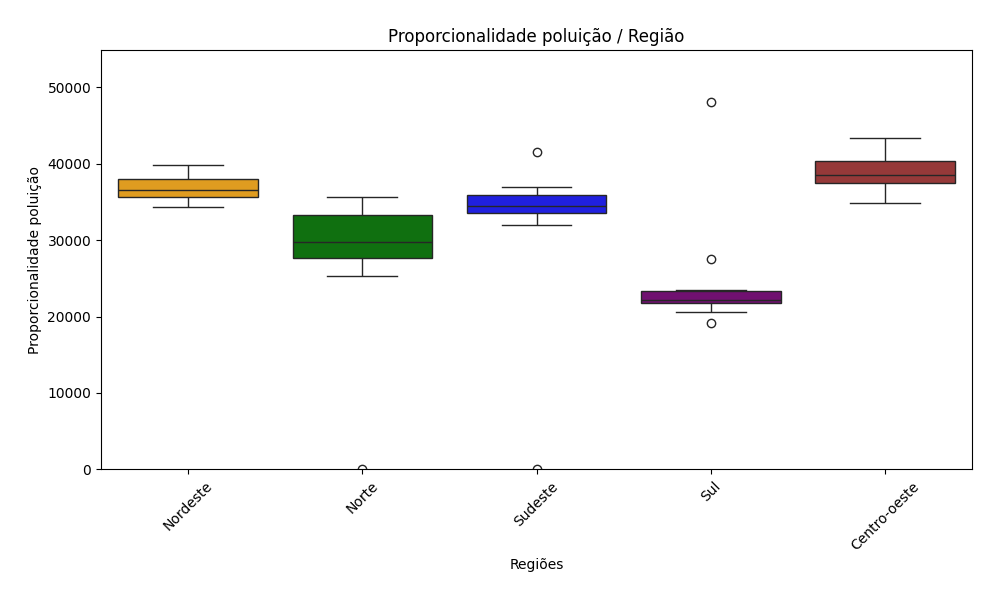 Proporcionalidade poluição / Região
Proporcionalidade poluição
50000
40000
30000
20000
10000
0
Nordeste
Norte
Sudeste
Sul
Centro-oeste
Regiões